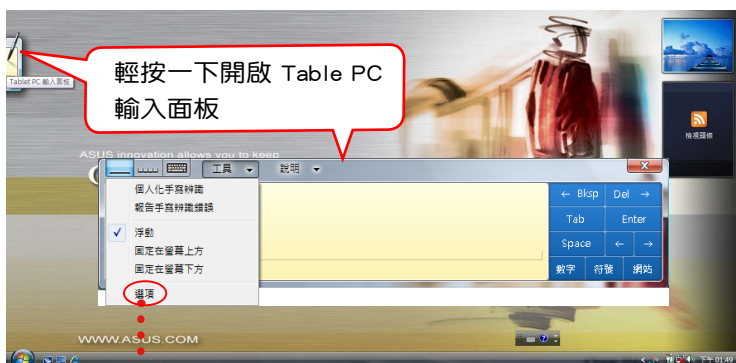 Tablet PC 輸入面板
輕按一下開啟 Table PC
輸入面板
檢視頭條
ASUS innovation allows you to keep
工具
說明
個人化手寫辨識
報告手寫辨識錯誤
浮動
固定在螢幕上方
固定在螢幕下方
選項
← Bksp Del →
Tab Enter
Space ← →
數字 符號 網站
WWW.ASUS.COM
下午 01:49